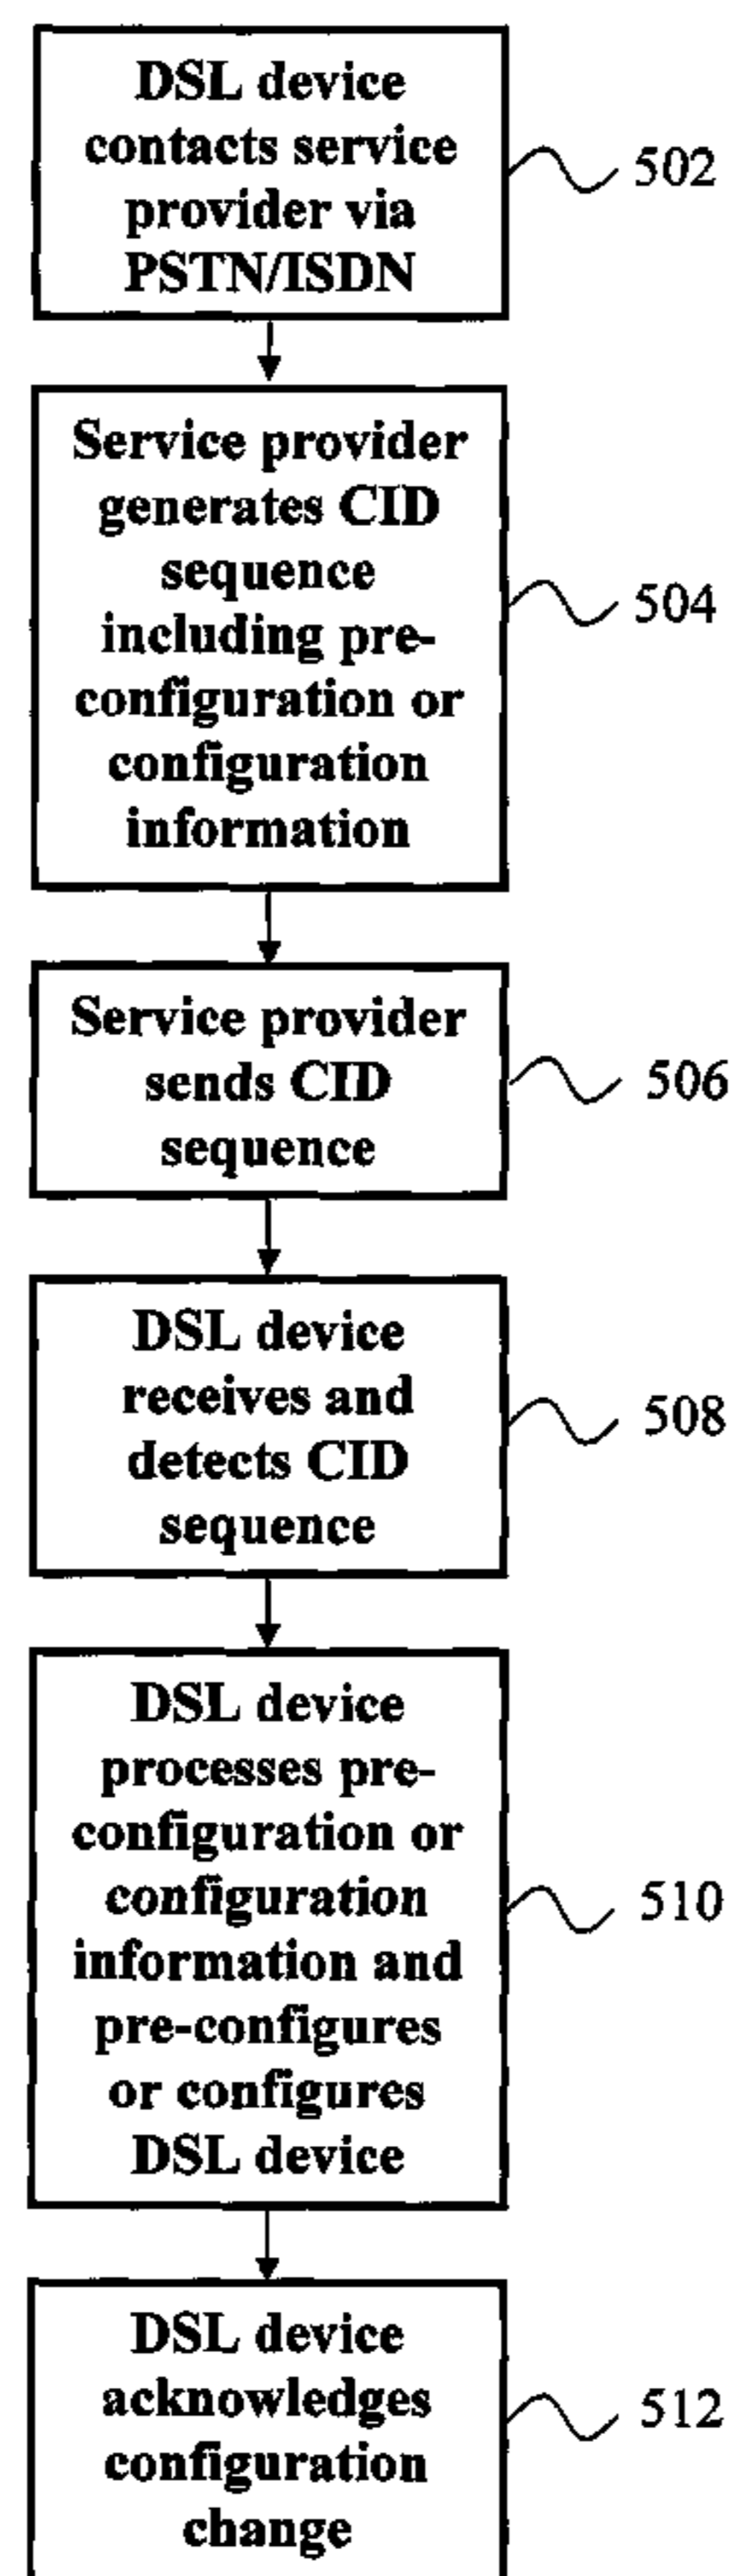 DSL device
contacts service
provider via
PSTN/ISDN
502
Service provider
generates CID
sequence
including pre-
configuration or
configuration
information
504
Service provider
sends CID
sequence
506
DSL device
receives and
detects CID
sequence
508
DSL device
processes pre-
configuration or
configuration
information and
pre-configures
or configures
DSL device
510
DSL device
acknowledges
configuration
change
512